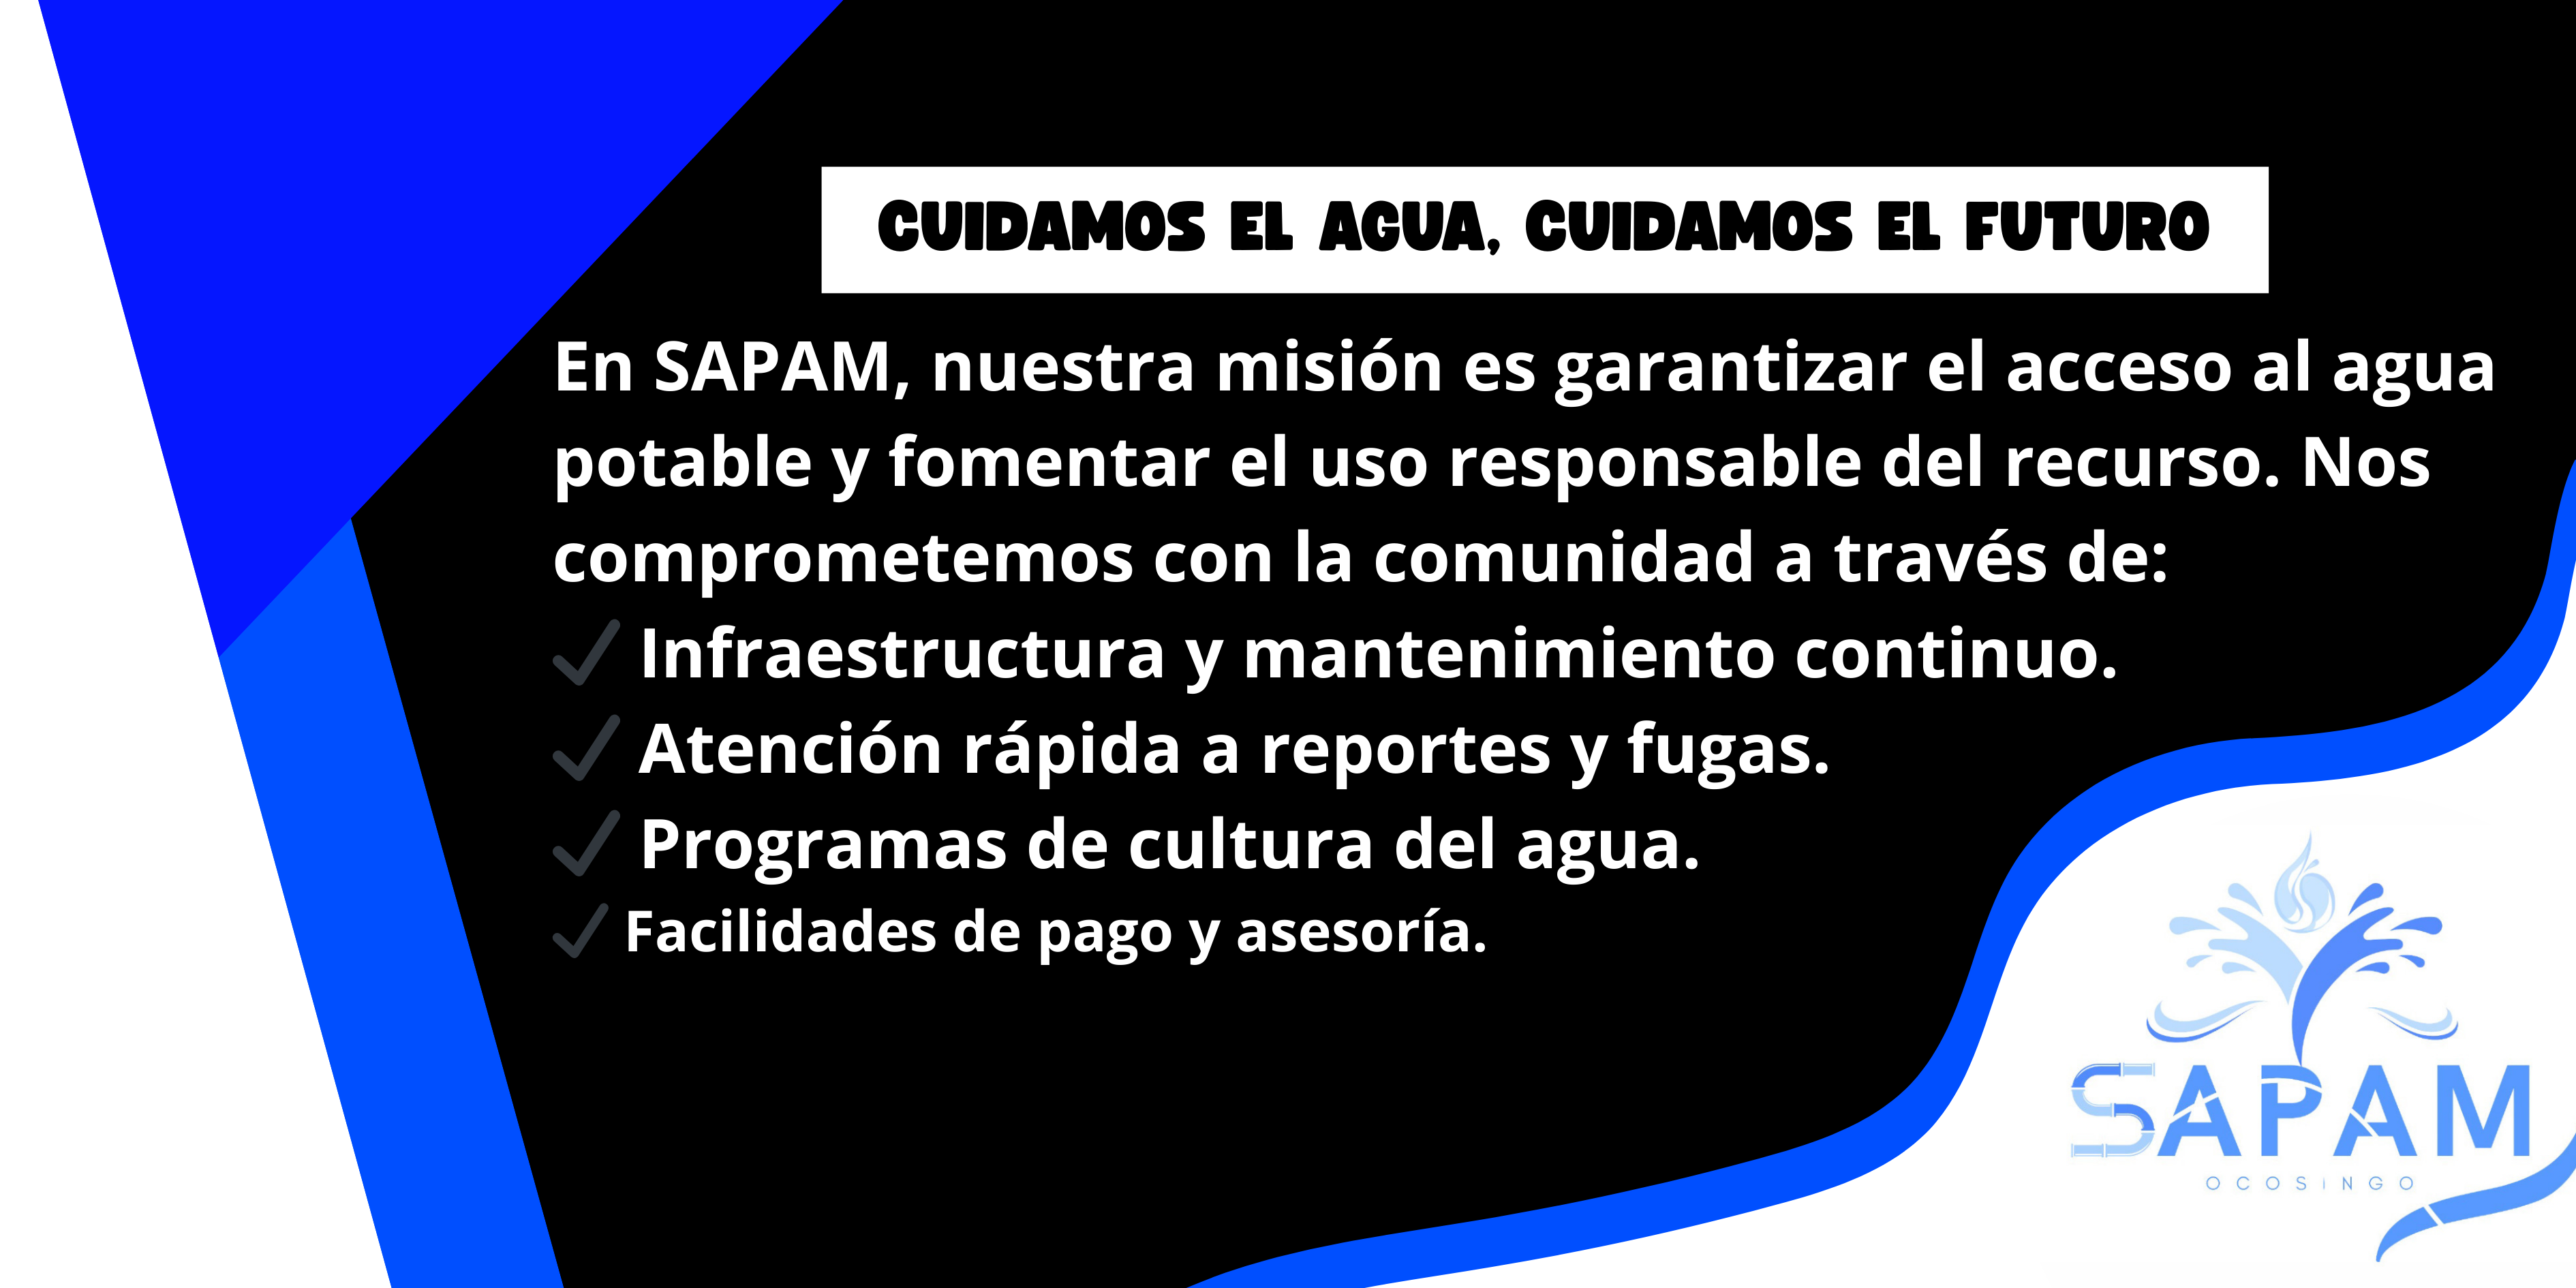 CUIDAMOS EL AGUA, CUIDAMOS EL FUTURO
En SAPAM, nuestra misión es garantizar el acceso al agua
potable y fomentar el uso responsable del recurso. Nos
comprometemos con la comunidad a través de:
✓ Infraestructura y mantenimiento continuo.
✓ Atención rápida a reportes y fugas.
✓ Programas de cultura del agua.
✓ Facilidades de pago y asesoría.
SAPAM
OCOSINGO